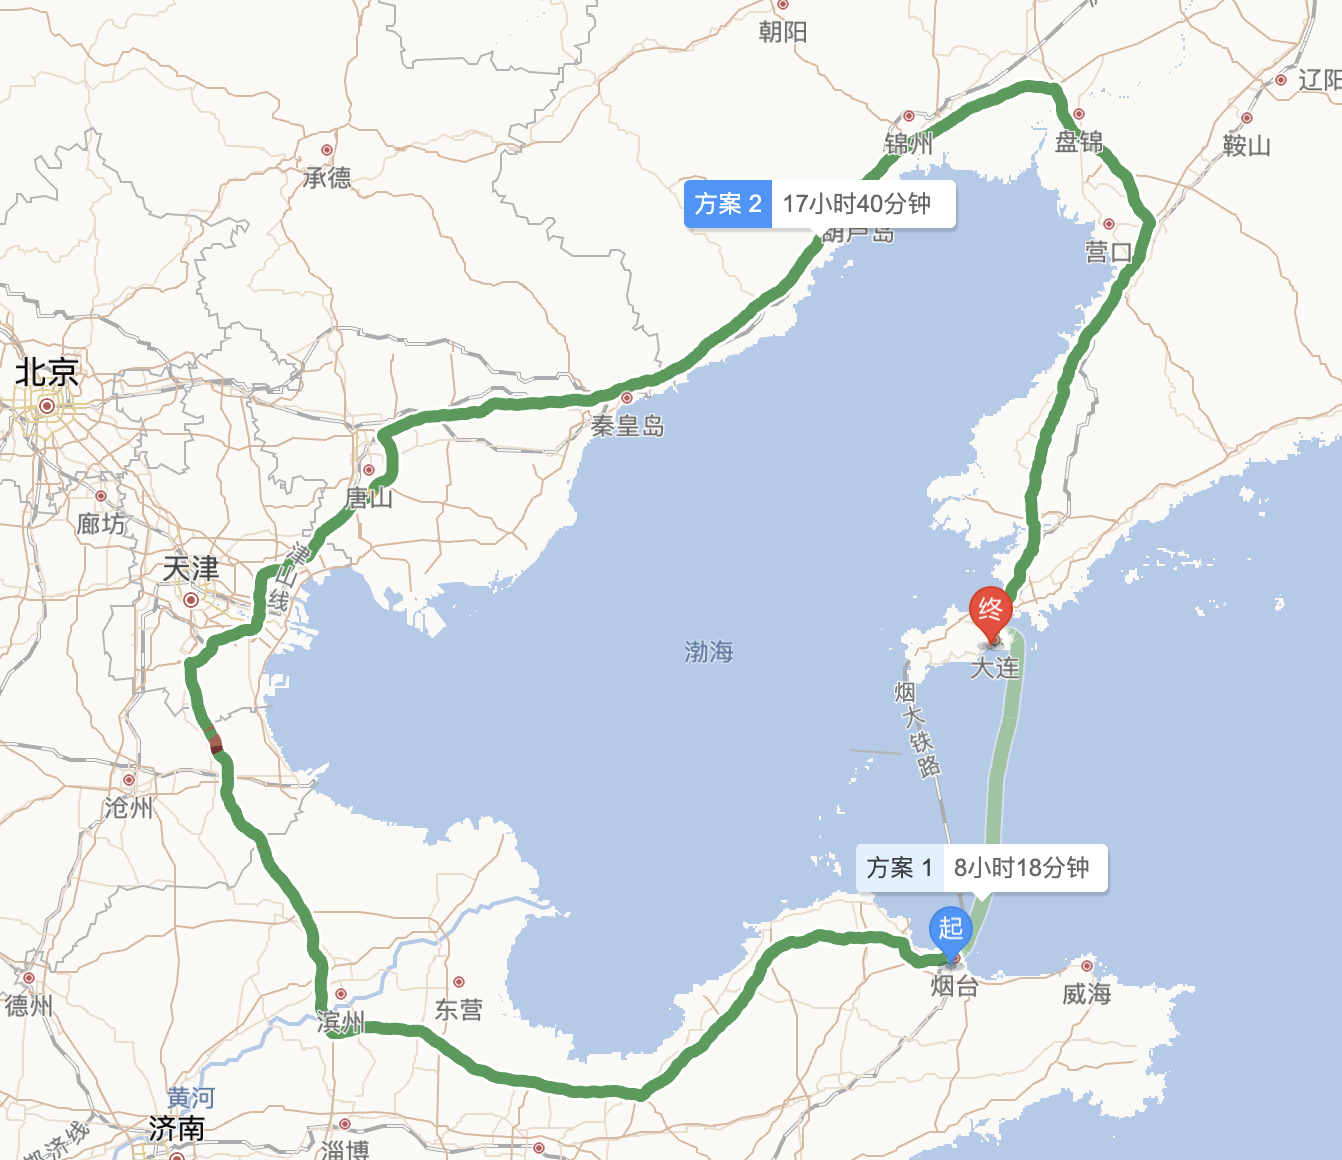 朝阳
辽阳
锦州
盘锦
鞍山
承德
方案 2 17小时40分钟
葫芦岛
营口
北京
秦皇岛
唐山
廊坊
天津
津山线
终
渤海
大连
烟大铁路
沧州
方案 1 8小时18分钟
起
烟台
威海
德州
东营
滨州
黄河
济南
邯济线
淄博